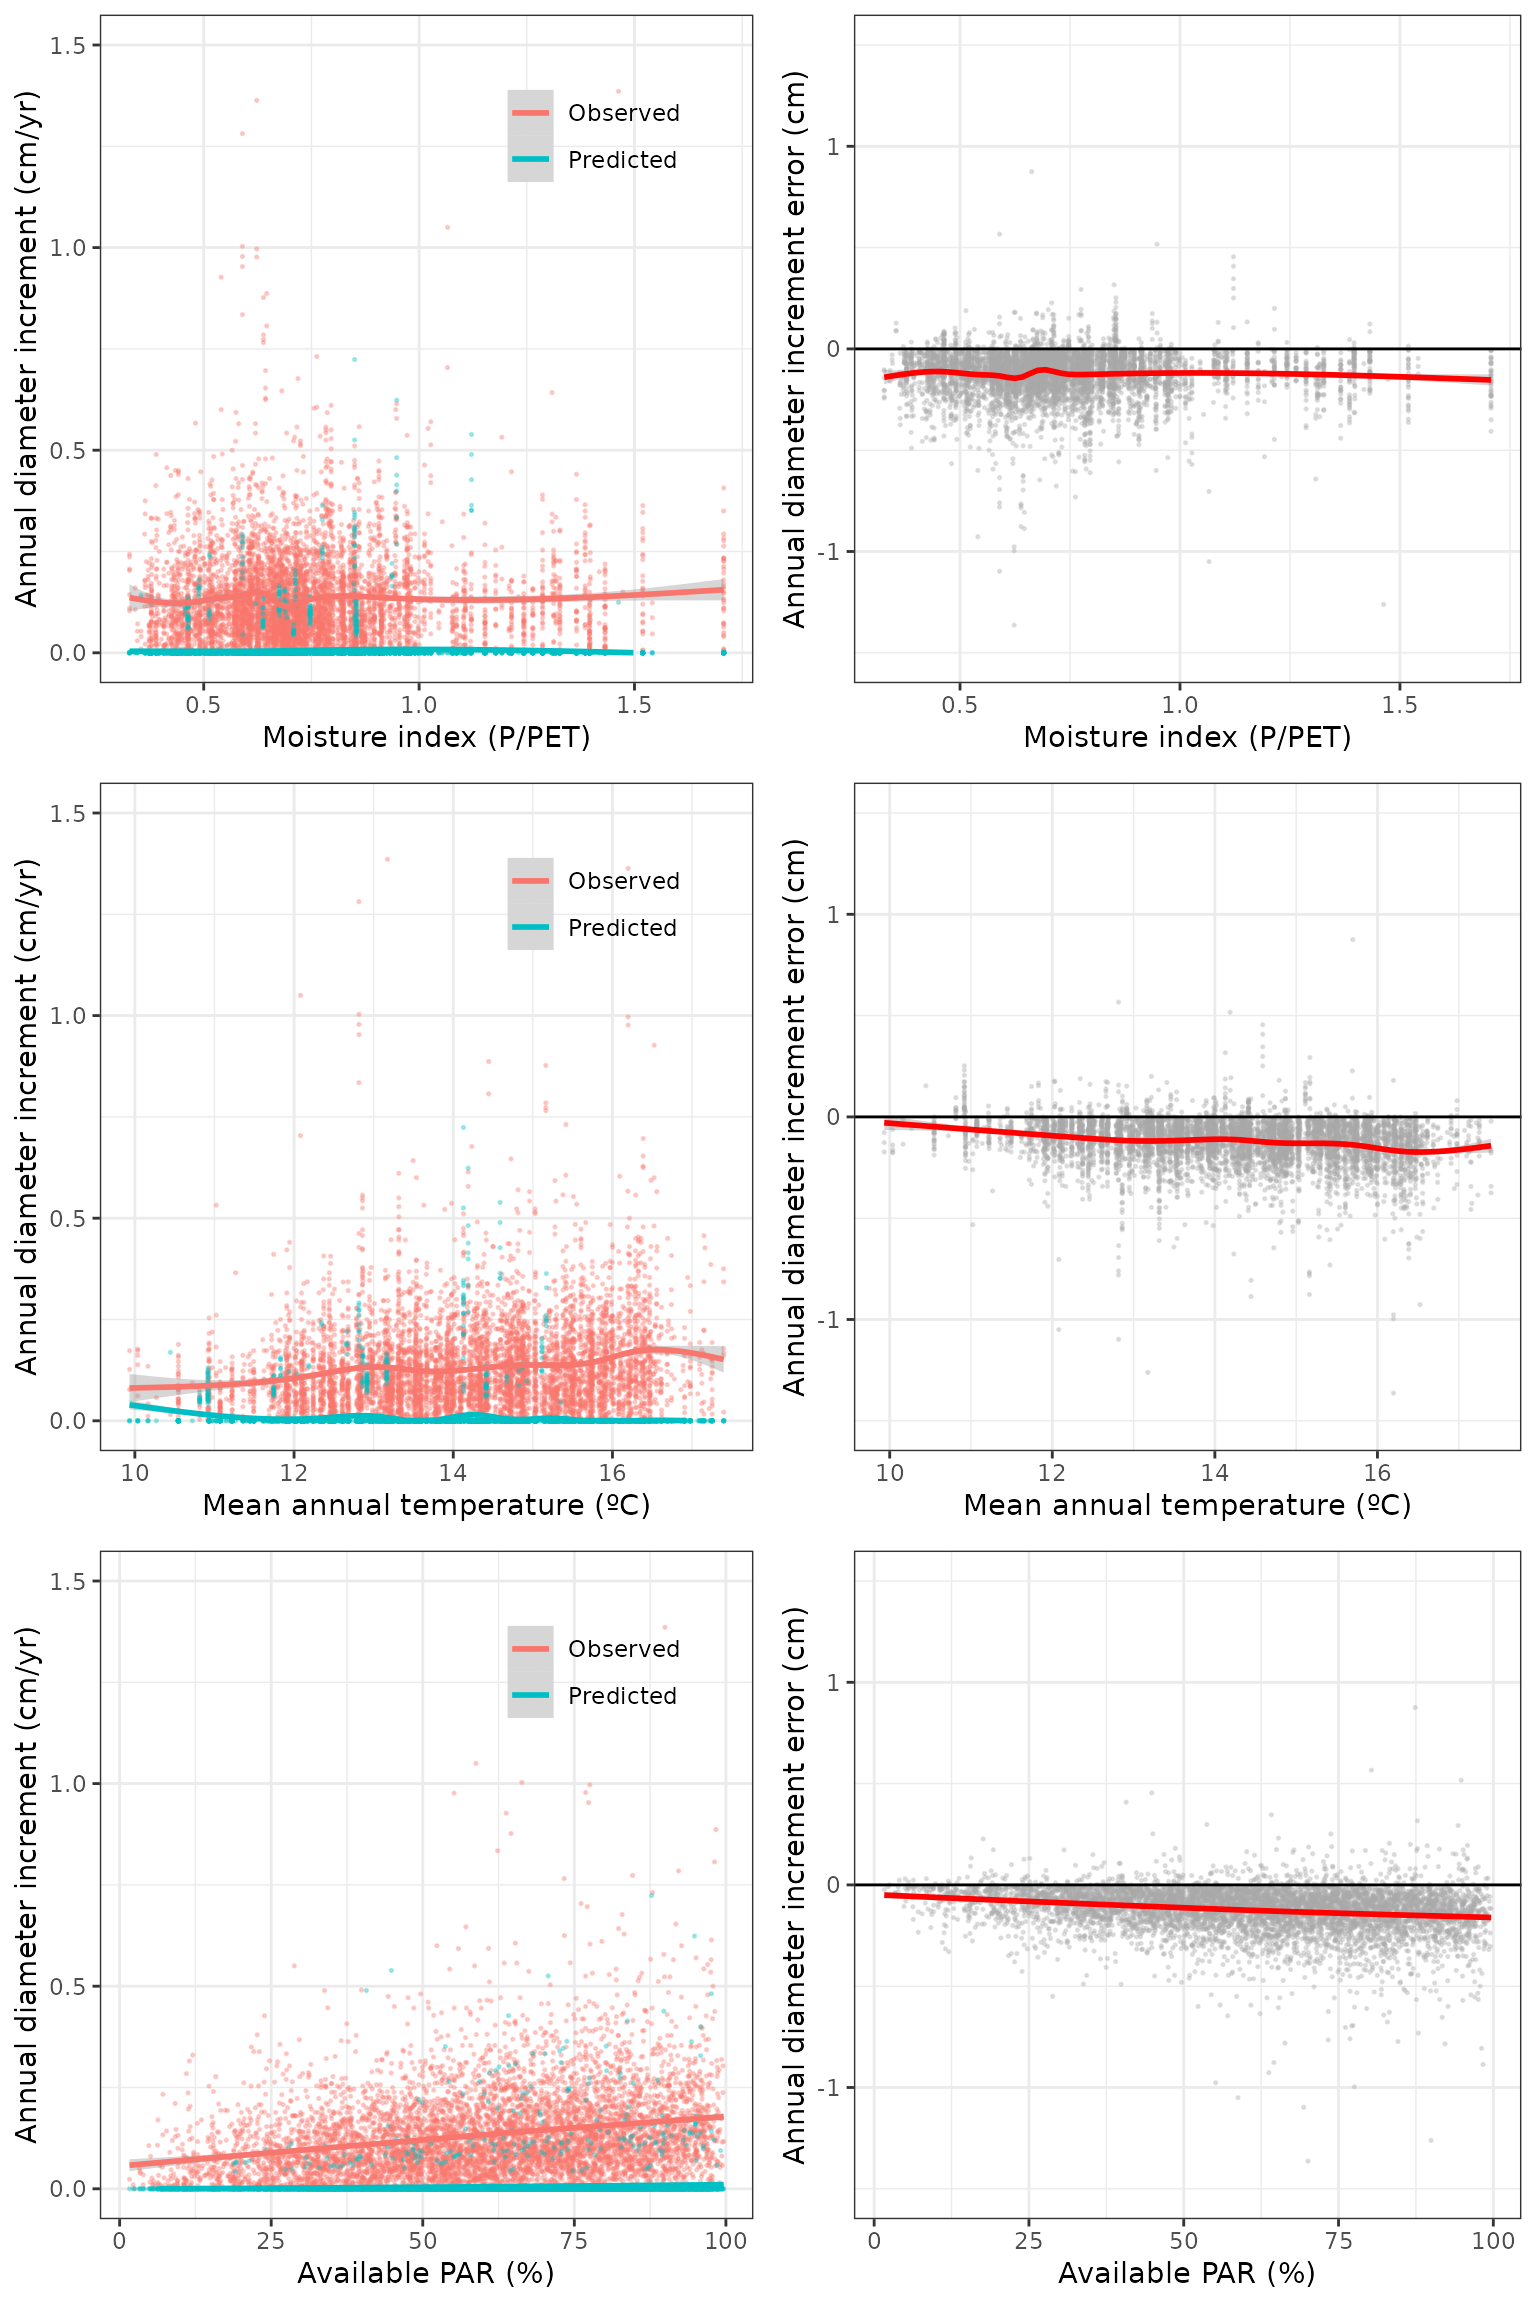 Annual diameter increment (cm/yr)
1.5
1.0
0.5
0.0
Observed
Predicted
0.5 1.0 1.5
Moisture index (P/PET)
Annual diameter increment error (cm)
1
0
-1
0.5 1.0 1.5
Moisture index (P/PET)
Annual diameter increment (cm/yr)
1.5
1.0
0.5
0.0
Observed
Predicted
10 12 14 16
Mean annual temperature (ºC)
Annual diameter increment error (cm)
1
0
-1
10 12 14 16
Mean annual temperature (ºC)
Annual diameter increment (cm/yr)
1.5
1.0
0.5
0.0
Observed
Predicted
0 25 50 75 100
Available PAR (%)
Annual diameter increment error (cm)
1
0
-1
0 25 50 75 100
Available PAR (%)